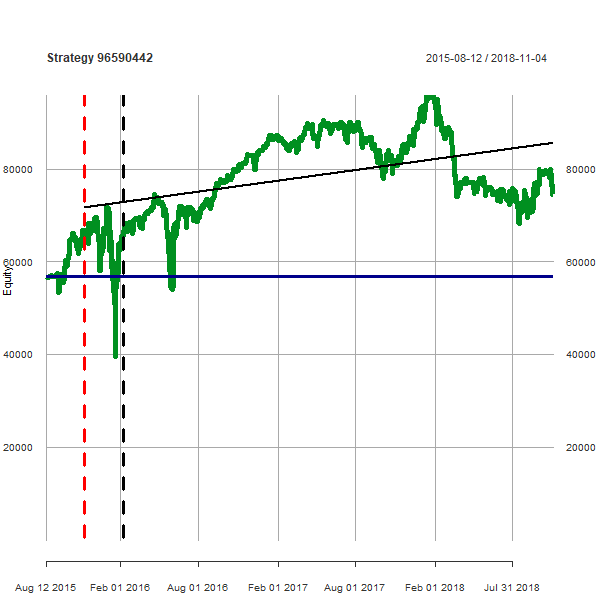 Strategy 96590442
2015-08-12 / 2018-11-04
80000
80000
60000
60000
Equity
40000
40000
20000
20000
Aug 12 2015
Feb 01 2016
Aug 01 2016
Feb 01 2017
Aug 01 2017
Feb 01 2018
Jul 31 2018